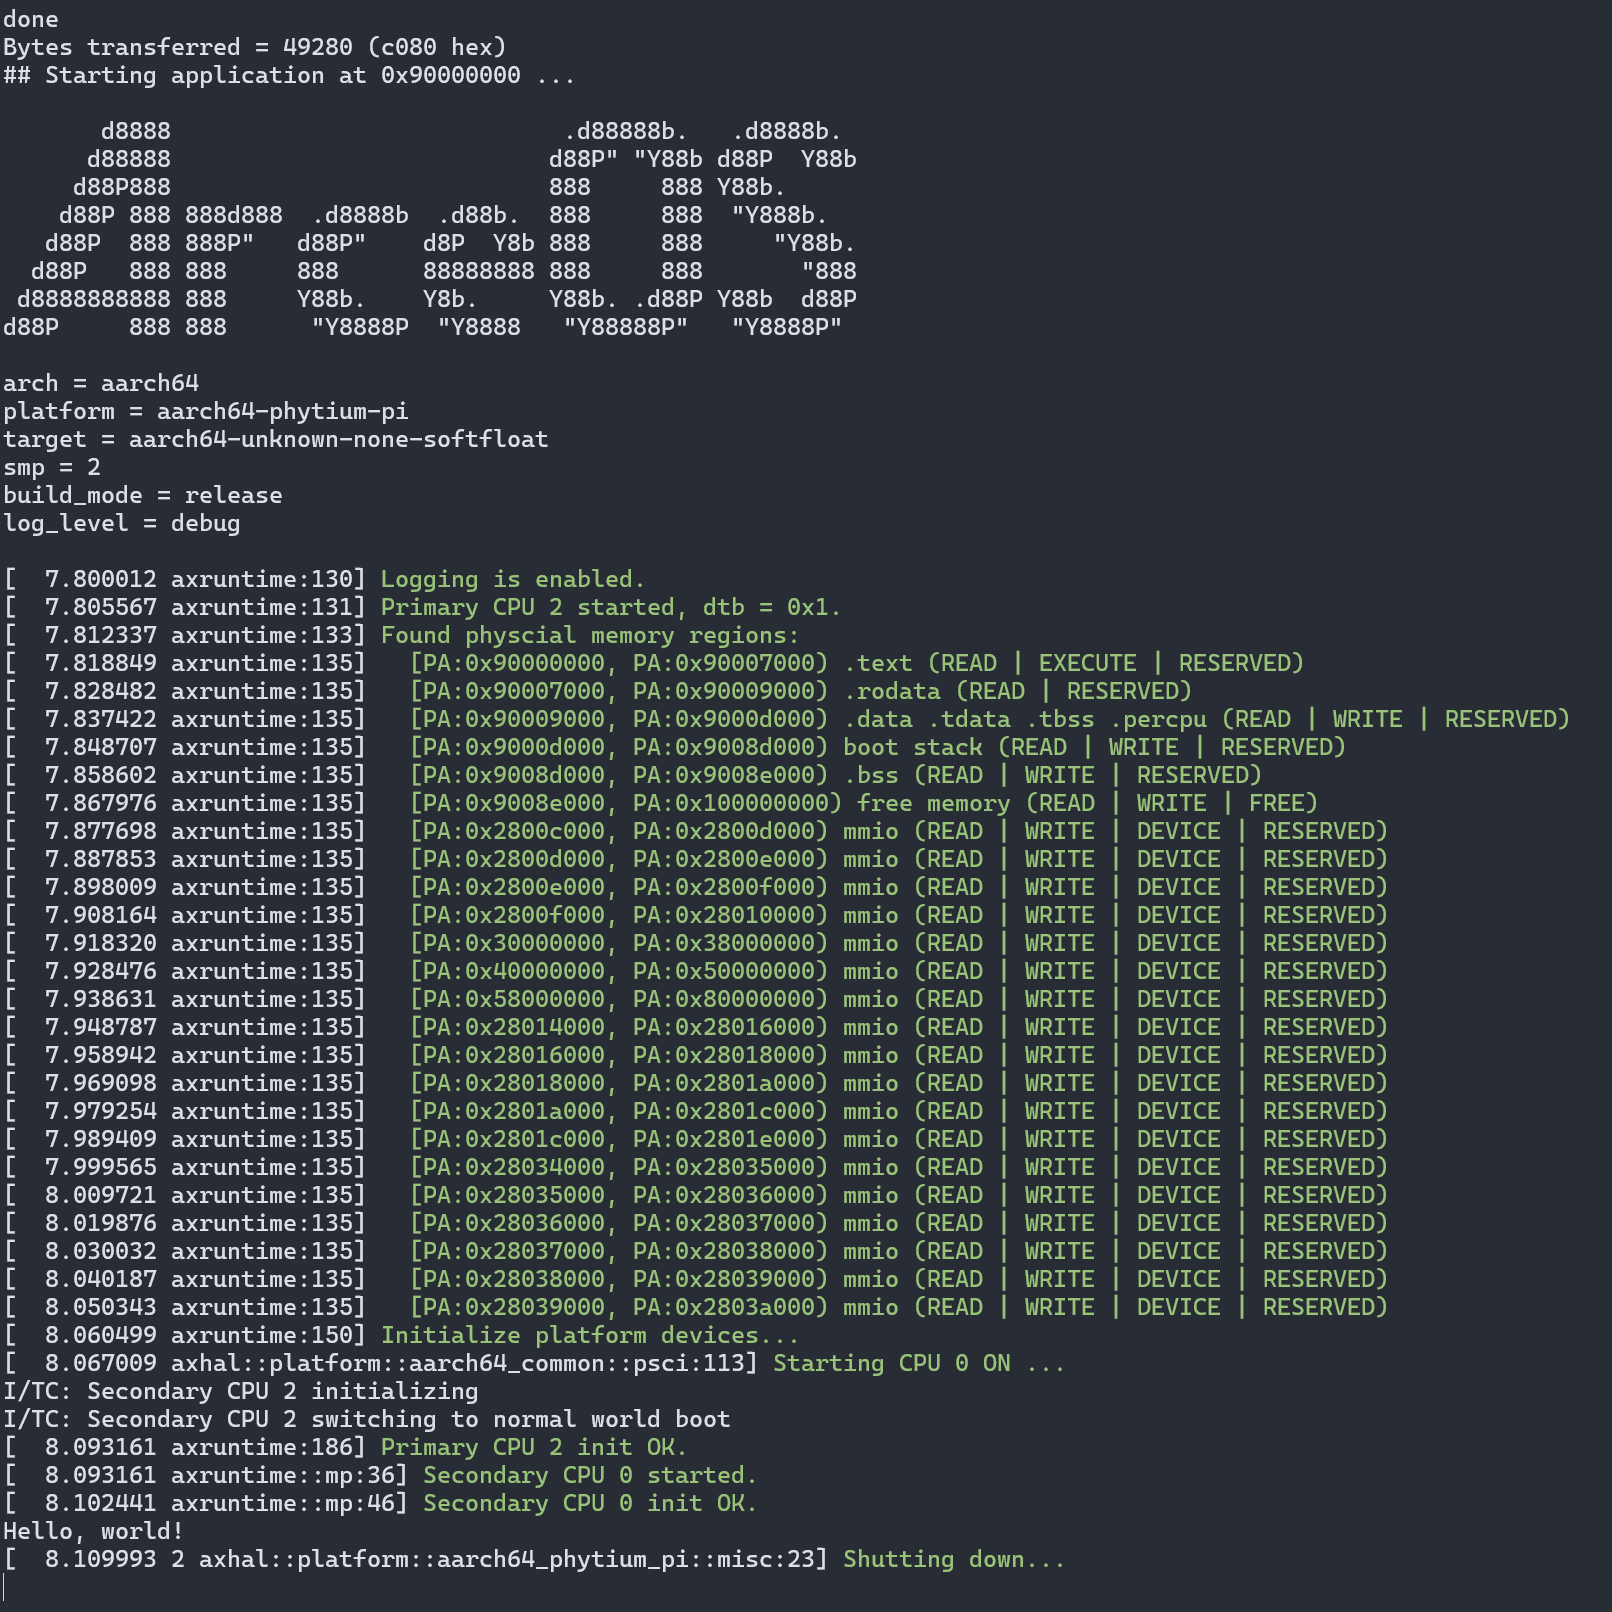 done
Bytes transferred = 49280 (c080 hex)
## Starting application at 0x90000000 ...

       d8888                            .d88888b.   .d8888b.
      d88888                           d88P" "Y88b d88P  Y88b
     d88P888                           888     888 Y88b.
    d88P 888 888d888  .d8888b  .d88b.  888     888  "Y888b.
   d88P  888 888P"   d88P"    d8P  Y8b 888     888     "Y88b.
  d88P   888 888     888      88888888 888     888       "888
 d8888888888 888     Y88b.    Y8b.     Y88b. .d88P Y88b  d88P
d88P     888 888      "Y8888P  "Y8888   "Y88888P"   "Y8888P"

arch = aarch64
platform = aarch64-phytium-pi
target = aarch64-unknown-none-softfloat
smp = 2
build_mode = release
log_level = debug

[  7.800012 axruntime:130] Logging is enabled.
[  7.805567 axruntime:131] Primary CPU 2 started, dtb = 0x1.
[  7.812337 axruntime:133] Found physcial memory regions:
[  7.818849 axruntime:135]   [PA:0x90000000, PA:0x90007000) .text (READ | EXECUTE | RESERVED)
[  7.828482 axruntime:135]   [PA:0x90007000, PA:0x90009000) .rodata (READ | RESERVED)
[  7.837422 axruntime:135]   [PA:0x90009000, PA:0x9000d000) .data .tdata .tbss .percpu (READ | WRITE | RESERVED)
[  7.848707 axruntime:135]   [PA:0x9000d000, PA:0x9008d000) boot stack (READ | WRITE | RESERVED)
[  7.858602 axruntime:135]   [PA:0x9008d000, PA:0x9008e000) .bss (READ | WRITE | RESERVED)
[  7.867976 axruntime:135]   [PA:0x9008e000, PA:0x100000000) free memory (READ | WRITE | FREE)
[  7.877698 axruntime:135]   [PA:0x2800c000, PA:0x2800d000) mmio (READ | WRITE | DEVICE | RESERVED)
[  7.887853 axruntime:135]   [PA:0x2800d000, PA:0x2800e000) mmio (READ | WRITE | DEVICE | RESERVED)
[  7.898009 axruntime:135]   [PA:0x2800e000, PA:0x2800f000) mmio (READ | WRITE | DEVICE | RESERVED)
[  7.908164 axruntime:135]   [PA:0x2800f000, PA:0x28010000) mmio (READ | WRITE | DEVICE | RESERVED)
[  7.918320 axruntime:135]   [PA:0x30000000, PA:0x38000000) mmio (READ | WRITE | DEVICE | RESERVED)
[  7.928476 axruntime:135]   [PA:0x40000000, PA:0x50000000) mmio (READ | WRITE | DEVICE | RESERVED)
[  7.938631 axruntime:135]   [PA:0x58000000, PA:0x80000000) mmio (READ | WRITE | DEVICE | RESERVED)
[  7.948787 axruntime:135]   [PA:0x28014000, PA:0x28016000) mmio (READ | WRITE | DEVICE | RESERVED)
[  7.958942 axruntime:135]   [PA:0x28016000, PA:0x28018000) mmio (READ | WRITE | DEVICE | RESERVED)
[  7.969098 axruntime:135]   [PA:0x28018000, PA:0x2801a000) mmio (READ | WRITE | DEVICE | RESERVED)
[  7.979254 axruntime:135]   [PA:0x2801a000, PA:0x2801c000) mmio (READ | WRITE | DEVICE | RESERVED)
[  7.989409 axruntime:135]   [PA:0x2801c000, PA:0x2801e000) mmio (READ | WRITE | DEVICE | RESERVED)
[  7.999565 axruntime:135]   [PA:0x28034000, PA:0x28035000) mmio (READ | WRITE | DEVICE | RESERVED)
[  8.009721 axruntime:135]   [PA:0x28035000, PA:0x28036000) mmio (READ | WRITE | DEVICE | RESERVED)
[  8.019876 axruntime:135]   [PA:0x28036000, PA:0x28037000) mmio (READ | WRITE | DEVICE | RESERVED)
[  8.030032 axruntime:135]   [PA:0x28037000, PA:0x28038000) mmio (READ | WRITE | DEVICE | RESERVED)
[  8.040187 axruntime:135]   [PA:0x28038000, PA:0x28039000) mmio (READ | WRITE | DEVICE | RESERVED)
[  8.050343 axruntime:135]   [PA:0x28039000, PA:0x2803a000) mmio (READ | WRITE | DEVICE | RESERVED)
[  8.060499 axruntime:150] Initialize platform devices...
[  8.067009 axhal::platform::aarch64_common::psci:113] Starting CPU 0 ON ...
I/TC: Secondary CPU 2 initializing
I/TC: Secondary CPU 2 switching to normal world boot
[  8.093161 axruntime:186] Primary CPU 2 init OK.
[  8.093161 axruntime::mp:36] Secondary CPU 0 started.
[  8.102441 axruntime::mp:46] Secondary CPU 0 init OK.
Hello, world!
[  8.109993 2 axhal::platform::aarch64_phytium_pi::misc:23] Shutting down...